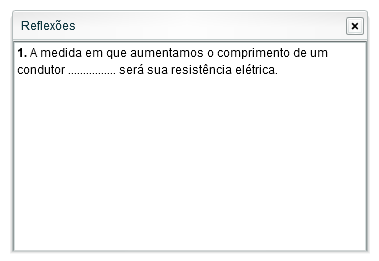 Reflexões
1. A medida em que aumentamos o comprimento de um
condutor ................ será sua resistência elétrica.